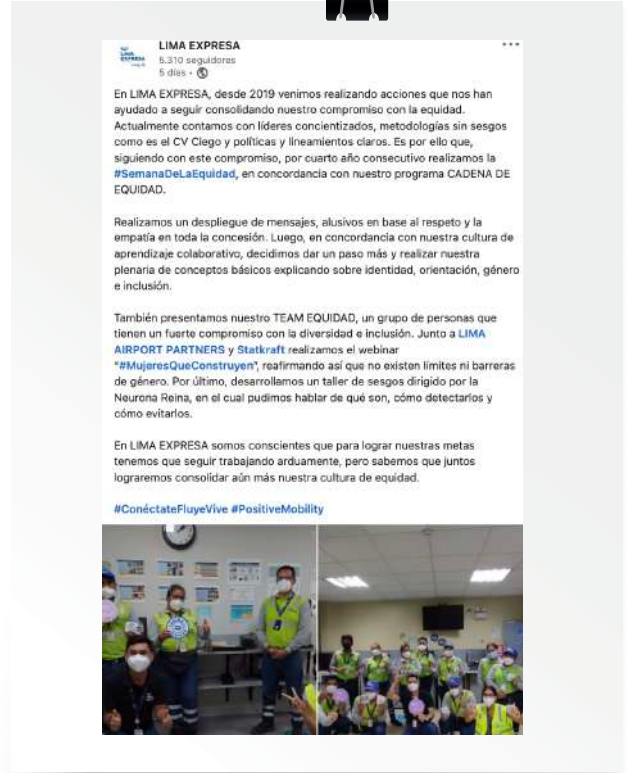 LIMA EXPRESA
LIMA EXPRESA
5.310 seguidores
5 días •
En LIMA EXPRESA, desde 2019 venimos realizando acciones que nos han
ayudado a seguir consolidando nuestro compromiso con la equidad.
Actualmente contamos con líderes concientizados, metodologías sin sesgos
como es el CV Ciego y políticas y lineamientos claros. Es por ello que,
siguiendo con este compromiso, por cuarto año consecutivo realizamos la
#SemanaDeLaEquidad, en concordancia con nuestro programa CADENA DE
EQUIDAD.
Realizamos un despliegue de mensajes, alusivos en base al respeto y la
empatía en toda la concesión. Luego, en concordancia con nuestra cultura de
aprendizaje colaborativo, decidimos dar un paso más y realizar nuestra
plenaria de conceptos básicos explicando sobre identidad, orientación, género
e inclusión.
También presentamos nuestro TEAM EQUIDAD, un grupo de personas que
tienen un fuerte compromiso con la diversidad e inclusión. Junto a LIMA
AIRPORT PARTNERS y Statkraft realizamos el webinar
"#MujeresQueConstruyen", reafirmando así que no existen límites ni barreras
de género. Por último, desarrollamos un taller de sesgos dirigido por la
Neurona Reina, en el cual pudimos hablar de qué son, cómo detectarlos y
cómo evitarlos.
En LIMA EXPRESA somos conscientes que para lograr nuestras metas
tenemos que seguir trabajando arduamente, pero sabemos que juntos
lograremos consolidar aún más nuestra cultura de equidad.
#ConéctateFluyeVive #PositiveMobility